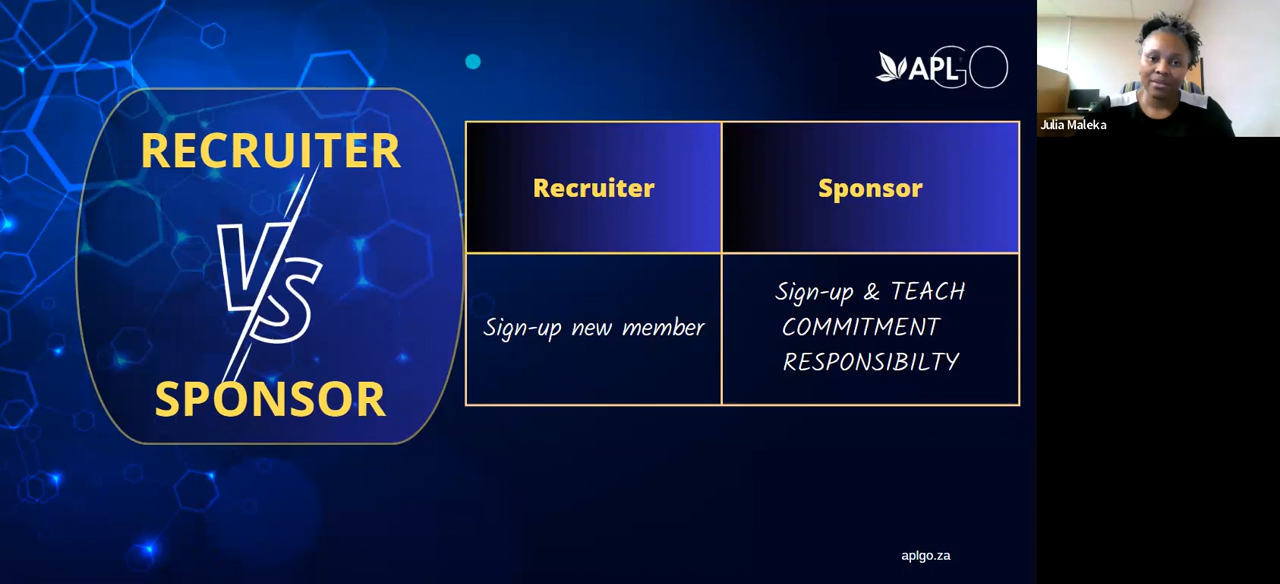 RECRUITER
VS
SPONSOR
APLGO
Recruiter
Sponsor
Sign-up new member
Sign-up & TEACH
COMMITMENT
RESPONSIBILTY
aplgo.za
Julia Maleka